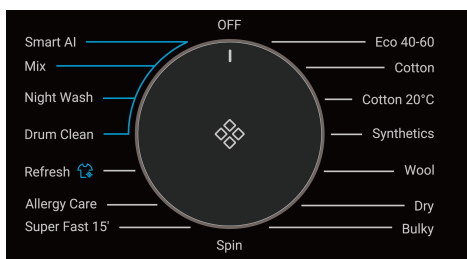 OFF
Smart AI
Eco 40-60
Mix
Cotton
Night Wash
Cotton 20°C
Drum Clean
Synthetics
Refresh
Wool
Allergy Care
Dry
Super Fast 15'
Bulky
Spin